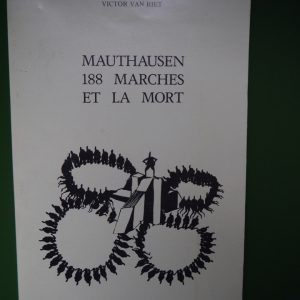 VICTOR VAN RIET
MAUTHAUSEN
188 MARCHES
ET LA MORT